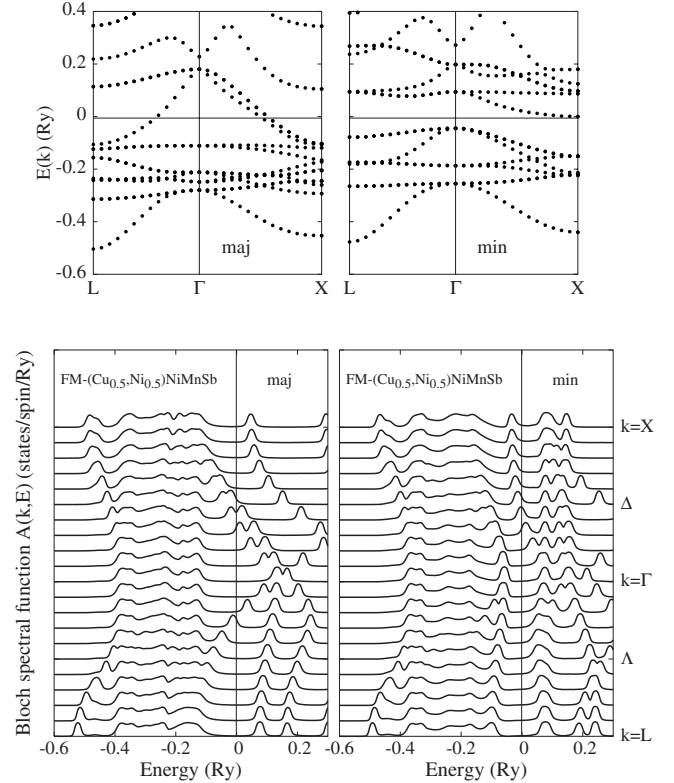 0.4
0.2
0
-0.2
-0.4
-0.6
E(k) (Ry)
maj
min
L Γ X L Γ X
Bloch spectral function A(k,E) (states/spin/Ry)
FM-(Cu0.5,Ni0.5)NiMnSb maj
FM-(Cu0.5,Ni0.5)NiMnSb min
k=X
Δ
k=Γ
Λ
k=L
-0.6 -0.4 -0.2 0 0.2 -0.4 -0.2 0 0.2
Energy (Ry) Energy (Ry)